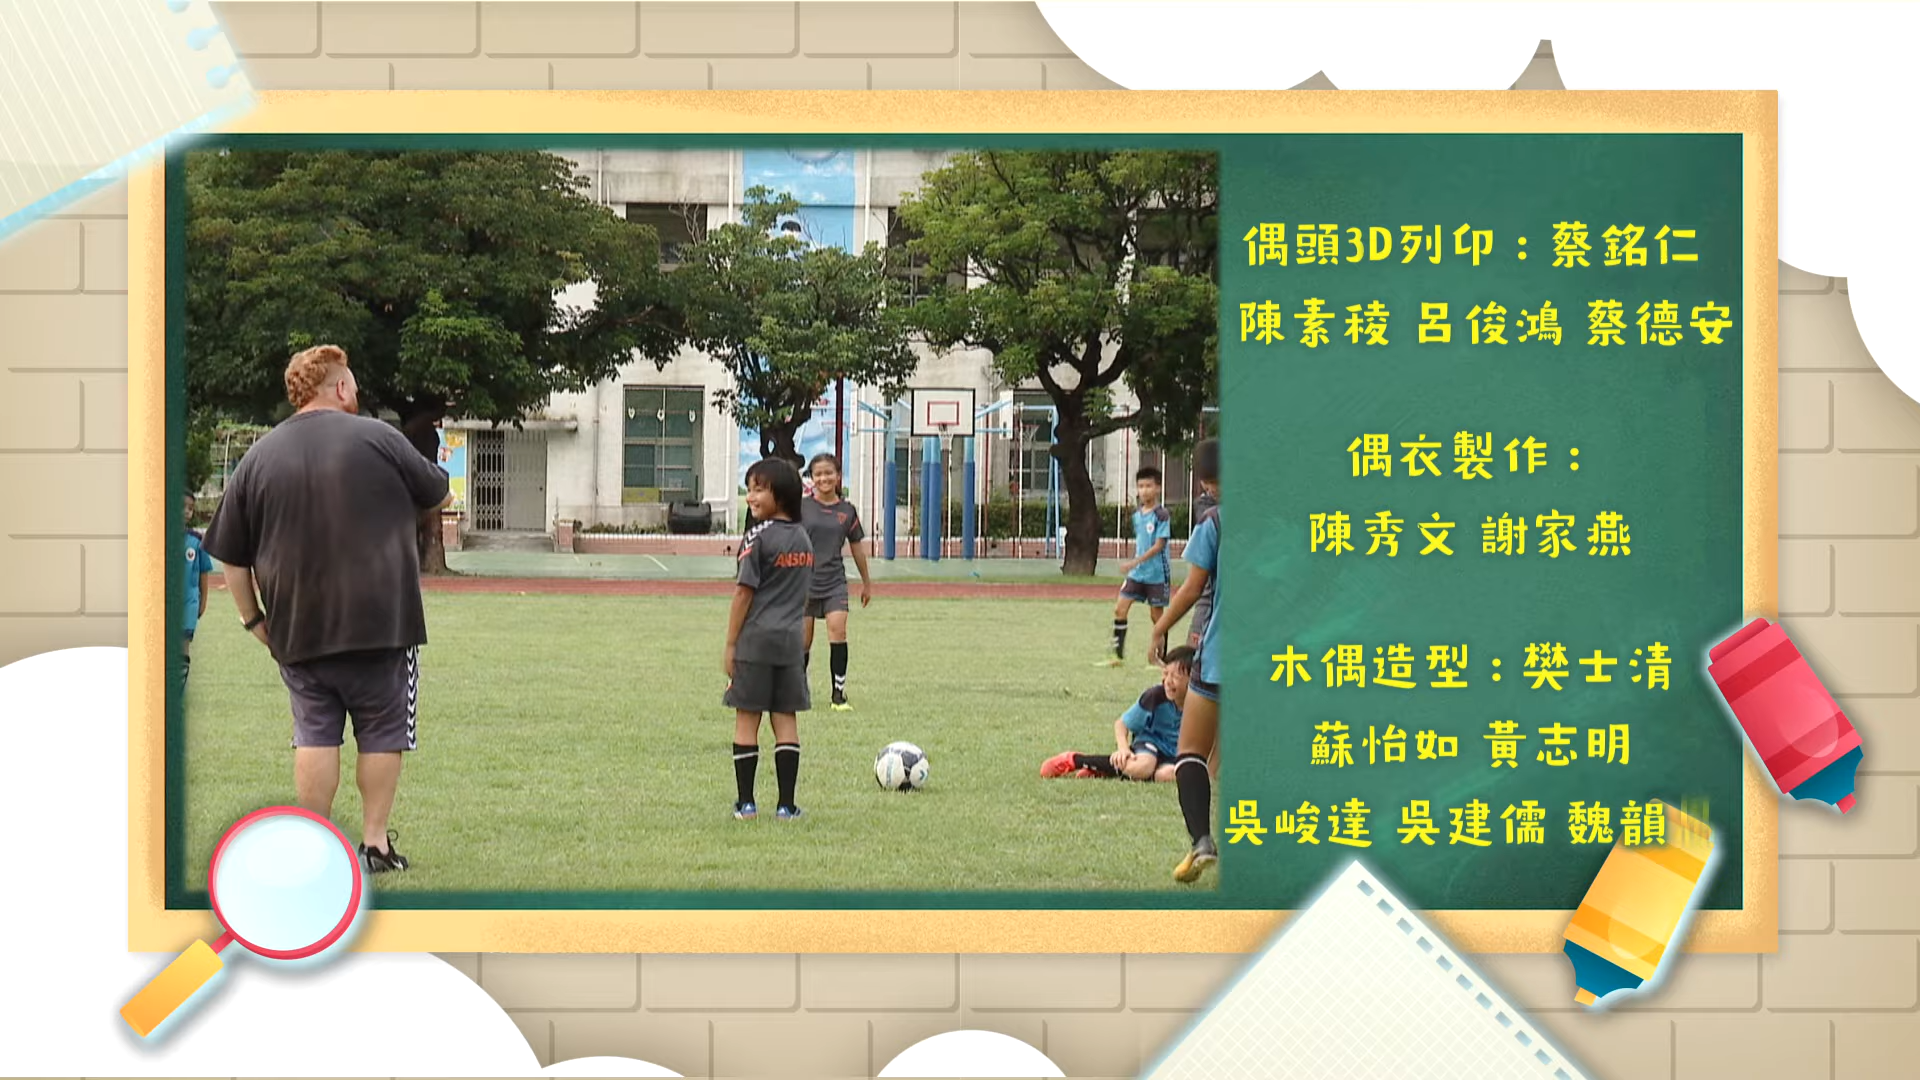 偶頭3D列印：蔡銘仁
陳素稜 呂俊鴻 蔡德安
偶衣製作：
陳秀文 謝家燕
木偶造型：樊士清
蘇怡如 黃志明
吳峻達 吳建儒 魏韻